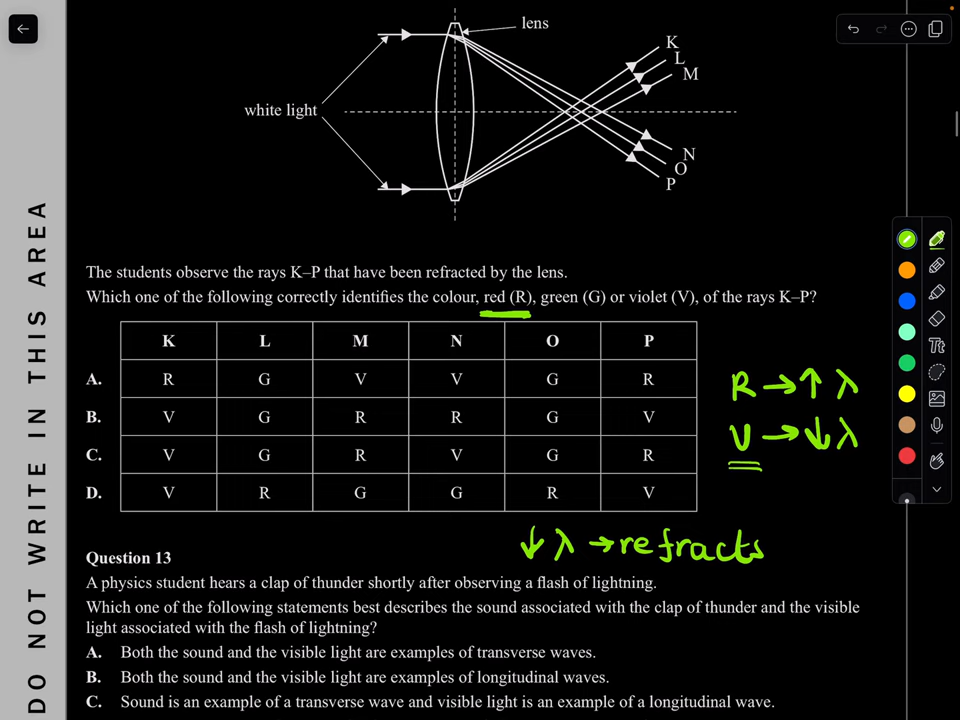 lens
K
L
M
white light
N
O
P
DO NOT WRITE IN THIS AREA
The students observe the rays K–P that have been refracted by the lens.
Which one of the following correctly identifies the colour, red (R), green (G) or violet (V), of the rays K–P?
K L M N O P
A. R G V V G R
B. V G R R G V
C. V G R V G R
D. V R G G R V
R → ↑ λ
V → ↓ λ
↓ λ → refracts
Question 13
A physics student hears a clap of thunder shortly after observing a flash of lightning.
Which one of the following statements best describes the sound associated with the clap of thunder and the visible
light associated with the flash of lightning?
A. Both the sound and the visible light are examples of transverse waves.
B. Both the sound and the visible light are examples of longitudinal waves.
C. Sound is an example of a transverse wave and visible light is an example of a longitudinal wave.
Tt